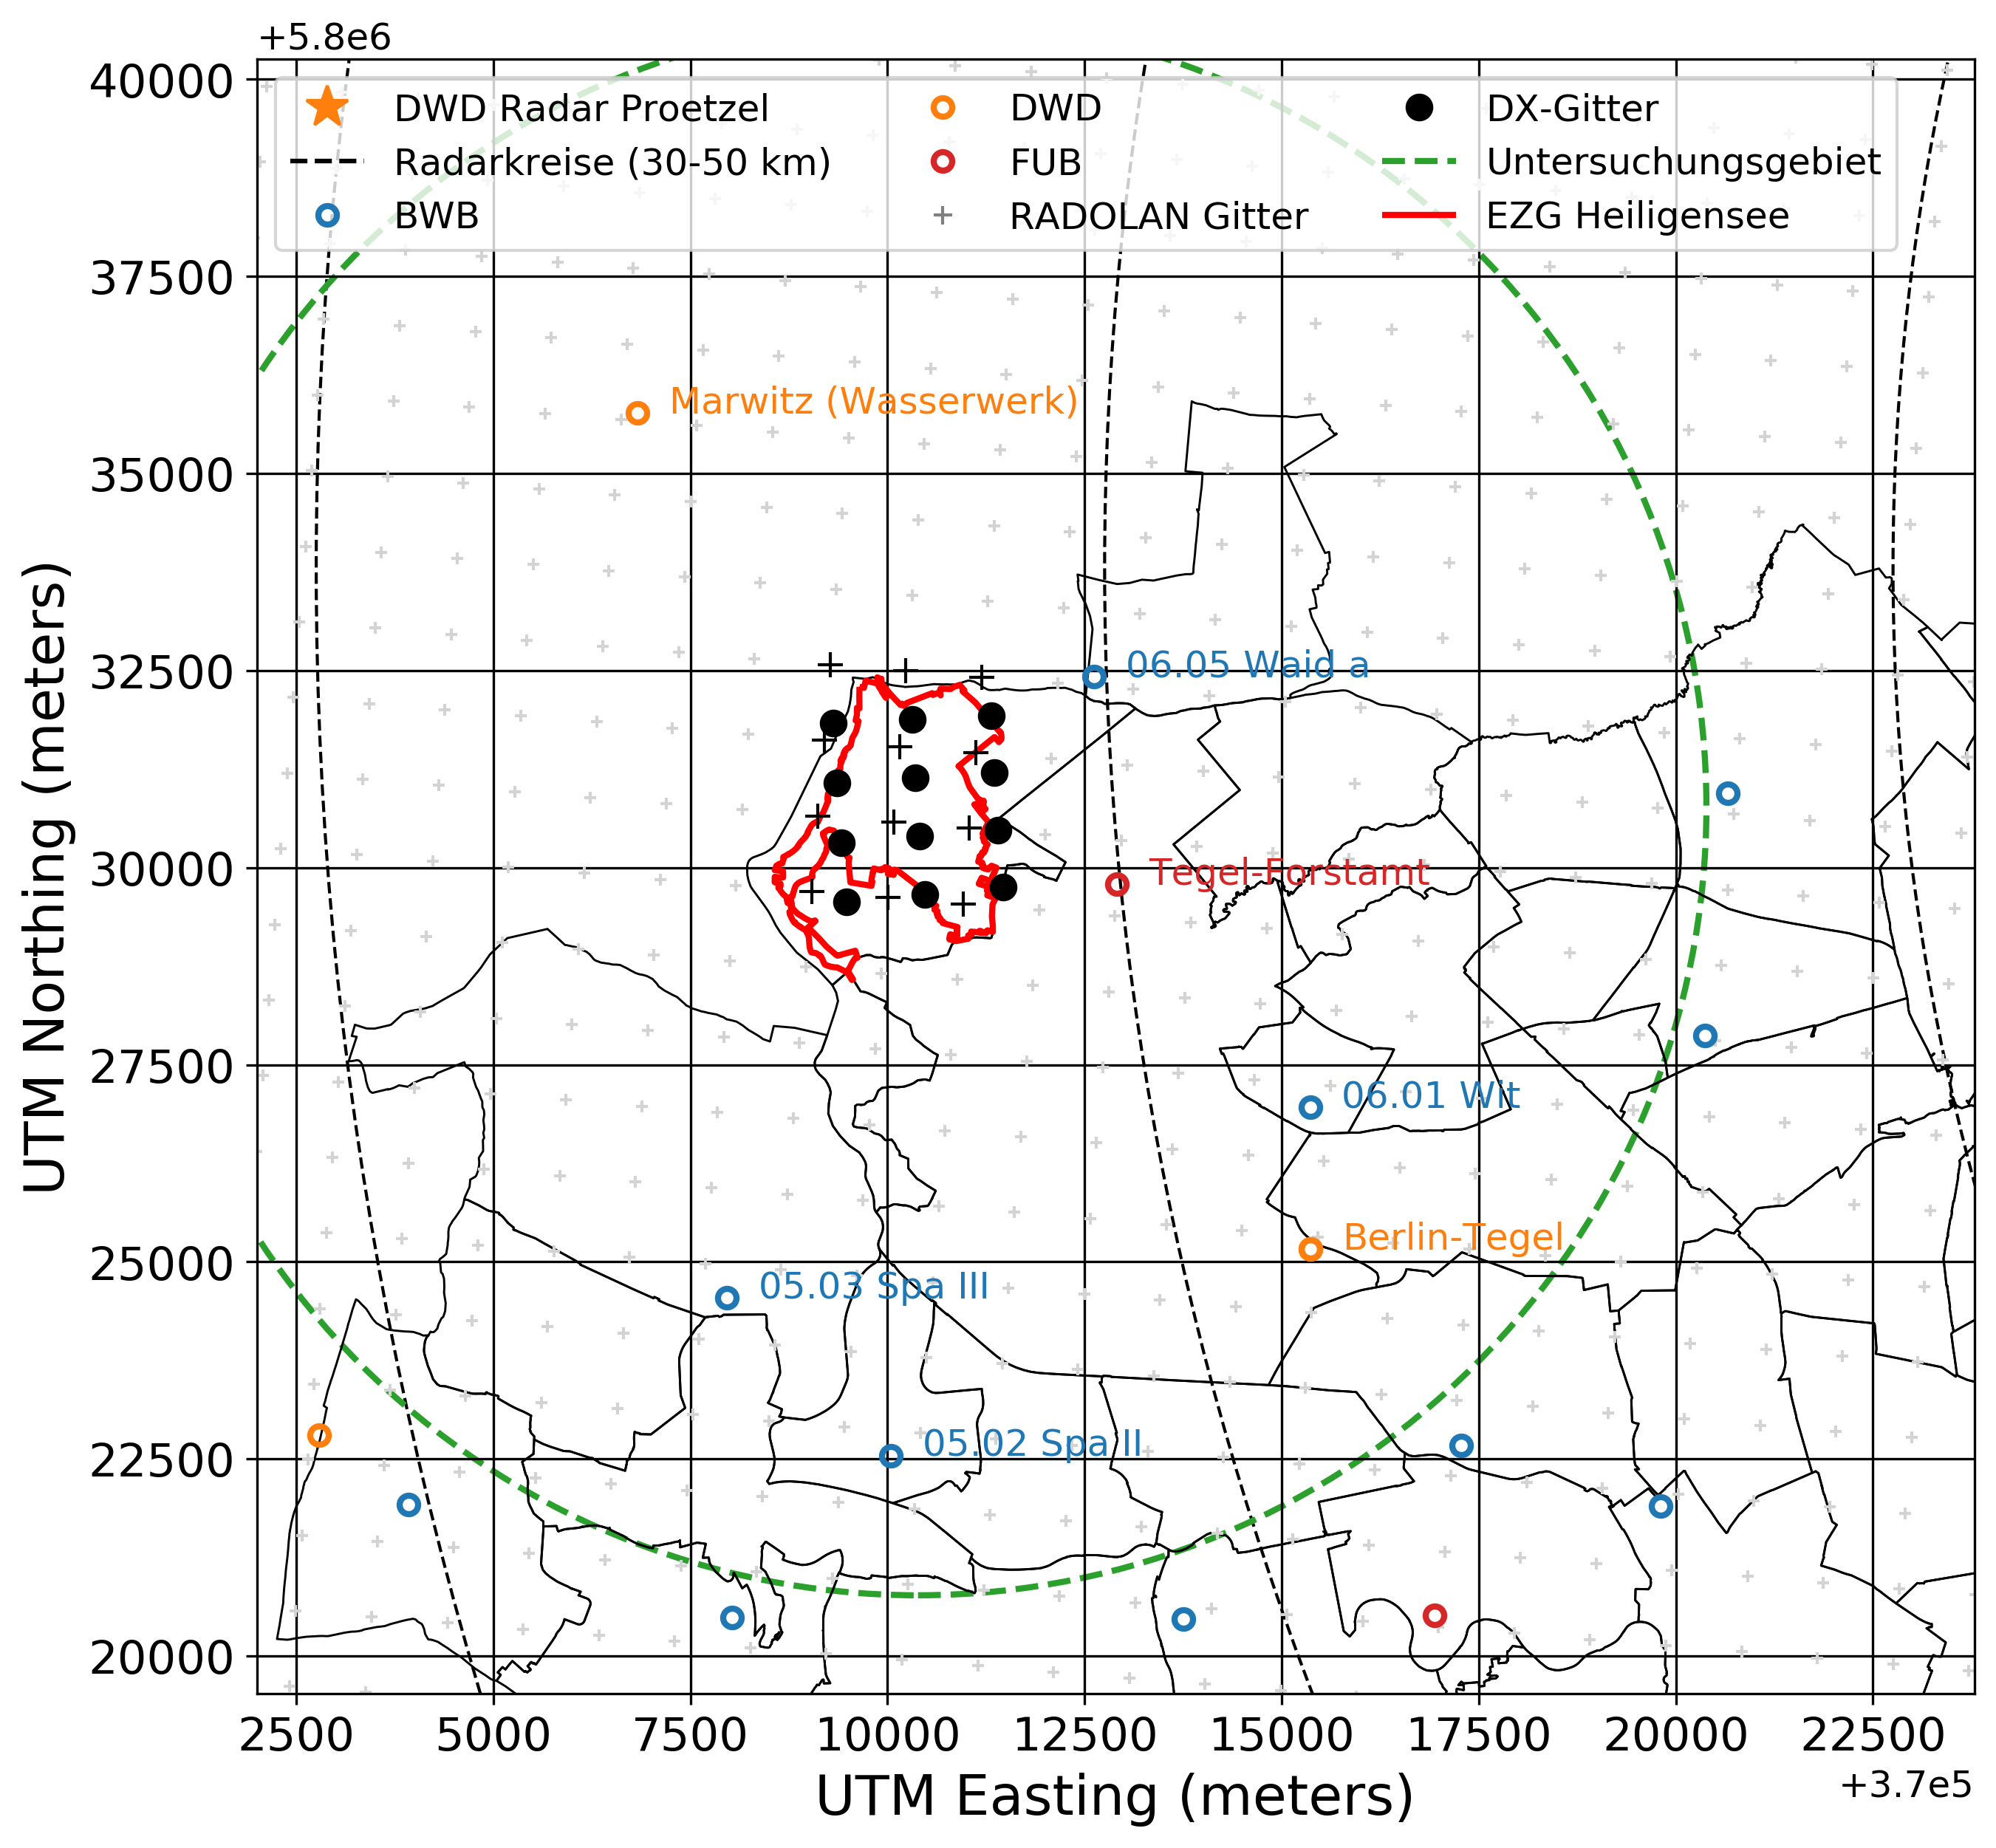 +5.8e6
40000
37500
35000
32500
30000
27500
25000
22500
20000
UTM Northing (meters)
DWD Radar Proetzel
Radarkreise (30-50 km)
BWB
DWD
FUB
RADOLAN Gitter
DX-Gitter
Untersuchungsgebiet
EZG Heiligensee
Marwitz (Wasserwerk)
06.05 Waid a
Tegel-Forstamt
06.01 Wit
Berlin-Tegel
05.03 Spa III
05.02 Spa II
2500 5000 7500 10000 12500 15000 17500 20000 22500
+3.7e5
UTM Easting (meters)